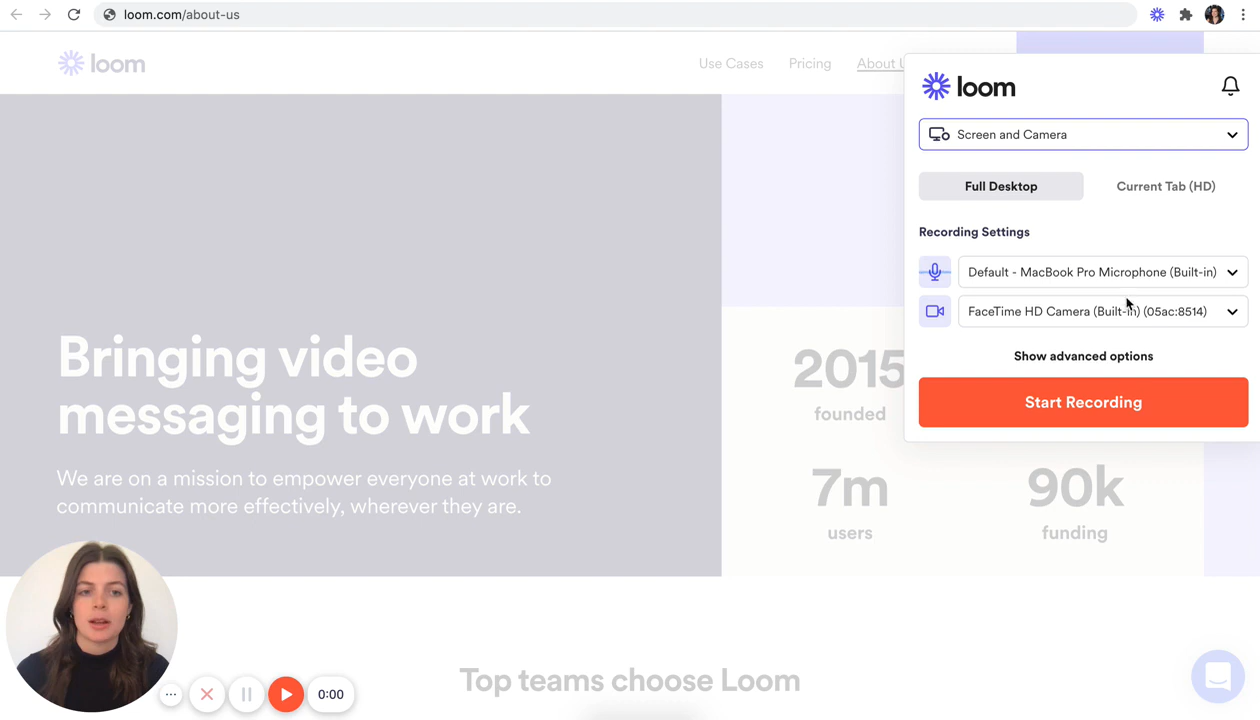 loom.com/about-us
loom
Use Cases
Pricing
About U
loom
Screen and Camera
Full Desktop
Current Tab (HD)
Recording Settings
Default - MacBook Pro Microphone (Built-in)
FaceTime HD Camera (Built-in) (05ac:8514)
Show advanced options
Start Recording
Bringing video
messaging to work
We are on a mission to empower everyone at work to
communicate more effectively, wherever they are.
2015
founded
7m
users
90k
funding
0:00
Top teams choose Loom